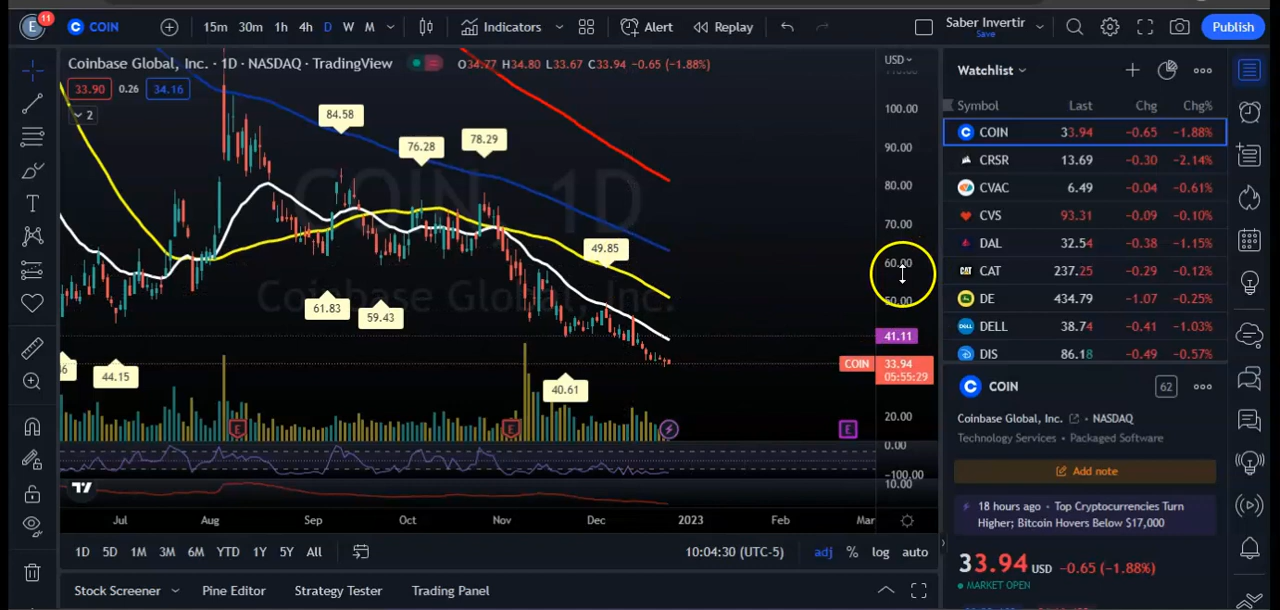 E 11 COIN 15m 30m 1h 4h D W M Indicators Alert Replay Saber Invertir Save Publish
Coinbase Global, Inc. · 1D · NASDAQ · TradingView O34.77 H34.80 L33.67 C33.94 −0.65 (−1.88%)
33.90 0.26 34.16
2
USD
100.00
90.00
80.00
70.00
60.00
50.00
41.11
COIN 33.94
05:55:29
20.00
0.00
−100.00
10.00
84.58
76.28
78.29
49.85
61.83
59.43
44.15
40.61
COIN, 1D
Coinbase Global, Inc.
E E E
Jul Aug Sep Oct Nov Dec 2023 Feb Mar
1D 5D 1M 3M 6M YTD 1Y 5Y All 10:04:30 (UTC-5) adj % log auto
Stock Screener Pine Editor Strategy Tester Trading Panel
Watchlist
Symbol Last Chg Chg%
COIN 33.94 −0.65 −1.88%
CRSR 13.69 −0.30 −2.14%
CVAC 6.49 −0.04 −0.61%
CVS 93.31 −0.09 −0.10%
DAL 32.54 −0.38 −1.15%
CAT 237.25 −0.29 −0.12%
DE 434.79 −1.07 −0.25%
DELL 38.74 −0.41 −1.03%
DIS 86.18 −0.49 −0.57%
COIN 62
Coinbase Global, Inc. · NASDAQ
Technology Services · Packaged Software
Add note
18 hours ago · Top Cryptocurrencies Turn
Higher; Bitcoin Hovers Below $17,000
33.94 USD −0.65 (−1.88%)
MARKET OPEN